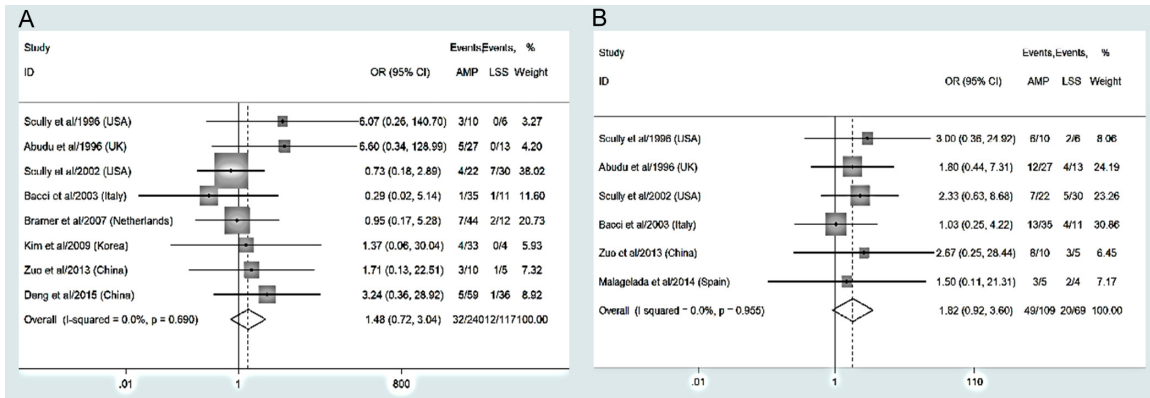 A
Study Events, Events, %
ID OR (95% CI) AMP LSS Weight
Scully et al/1996 (USA) 6.07 (0.26, 140.70) 3/10 0/6 3.27
Abudu et al/1996 (UK) 6.60 (0.34, 128.99) 5/27 0/13 4.20
Scully et al/2002 (USA) 0.73 (0.18, 2.89) 4/22 7/30 38.02
Bacci et al/2003 (Italy) 0.29 (0.02, 5.14) 1/35 1/11 11.60
Bramer et al/2007 (Netherlands) 0.95 (0.17, 5.28) 7/44 2/12 20.73
Kim et al/2009 (Korea) 1.37 (0.06, 30.04) 4/33 0/4 5.93
Zuo et al/2013 (China) 1.71 (0.13, 22.51) 3/10 1/5 7.32
Deng et al/2015 (China) 3.24 (0.36, 28.92) 5/59 1/36 8.92
Overall (I-squared = 0.0%, p = 0.690) 1.48 (0.72, 3.04) 32/240 12/117 100.00
.01 1 800
B
Study Events, Events, %
ID OR (95% CI) AMP LSS Weight
Scully et al/1996 (USA) 3.00 (0.36, 24.92) 6/10 2/6 8.06
Abudu et al/1996 (UK) 1.80 (0.44, 7.31) 12/27 4/13 24.19
Scully et al/2002 (USA) 2.33 (0.63, 8.68) 7/22 5/30 23.26
Bacci et al/2003 (Italy) 1.03 (0.25, 4.22) 13/35 4/11 30.86
Zuo et al/2013 (China) 2.67 (0.25, 28.44) 8/10 3/5 6.45
Malagelada et al/2014 (Spain) 1.50 (0.11, 21.31) 3/5 2/4 7.17
Overall (I squared = 0.0%, p = 0.955) 1.82 (0.92, 3.60) 49/109 20/69 100.00
.01 1 110